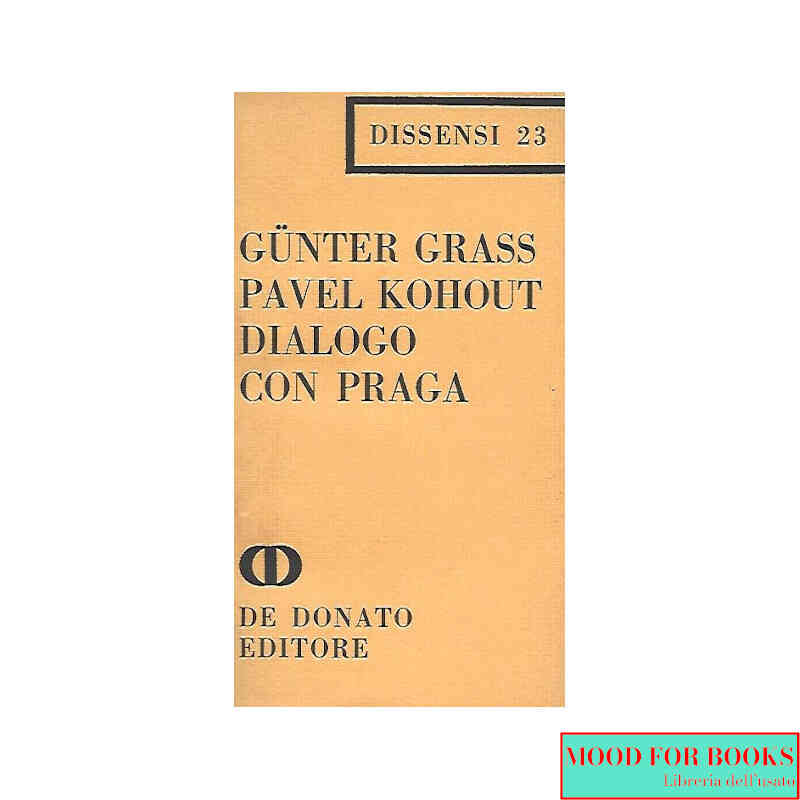 DISSENSI 23
GÜNTER GRASS
PAVEL KOHOUT
DIALOGO
CON PRAGA
DE DONATO
EDITORE
MOOD FOR BOOKS
Libreria dell'usato